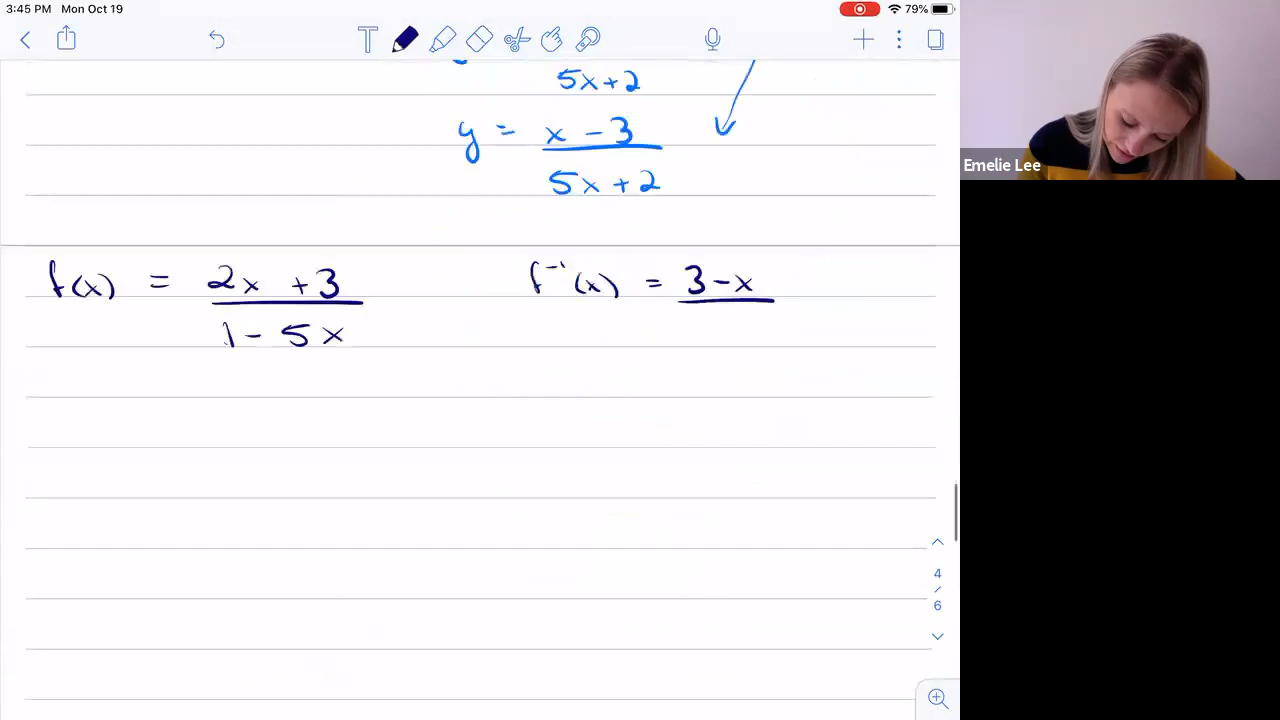 3:45 PM Mon Oct 19
79%
T
5x+2
y = x - 3
5x + 2
f(x) = 2x + 3
1 - 5x
f⁻¹(x) = 3 - x
4
/
6
Emelie Lee